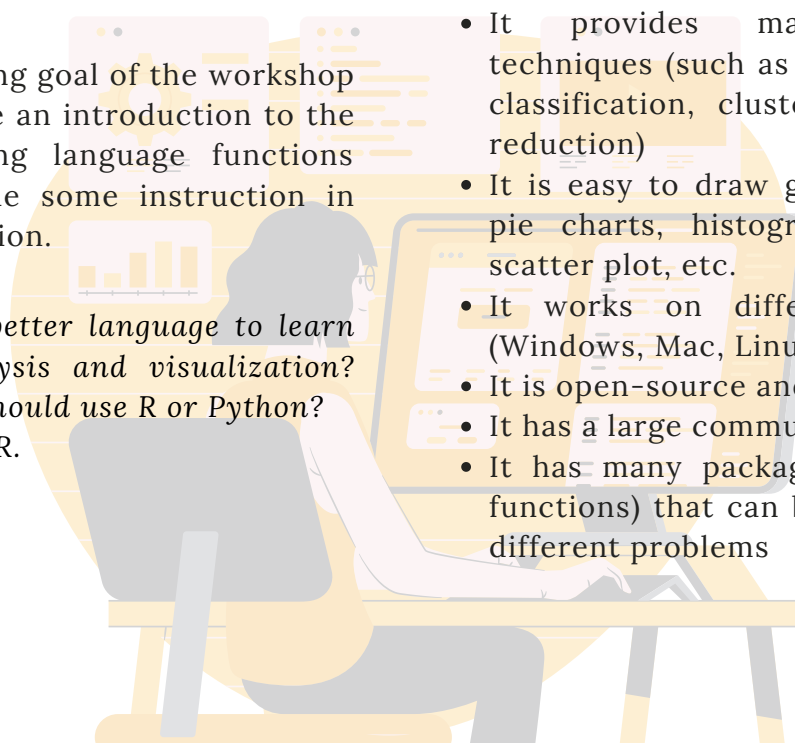 ng goal of the workshop
e an introduction to the
ng language functions
e some instruction in
ion.
better language to learn
ysis and visualization?
hould use R or Python?
R.
• It provides ma
techniques (such as
classification, cluste
reduction)
• It is easy to draw g
pie charts, histogr
scatter plot, etc.
• It works on diffe
(Windows, Mac, Linu
• It is open-source an
• It has a large commu
• It has many packag
functions) that can b
different problems